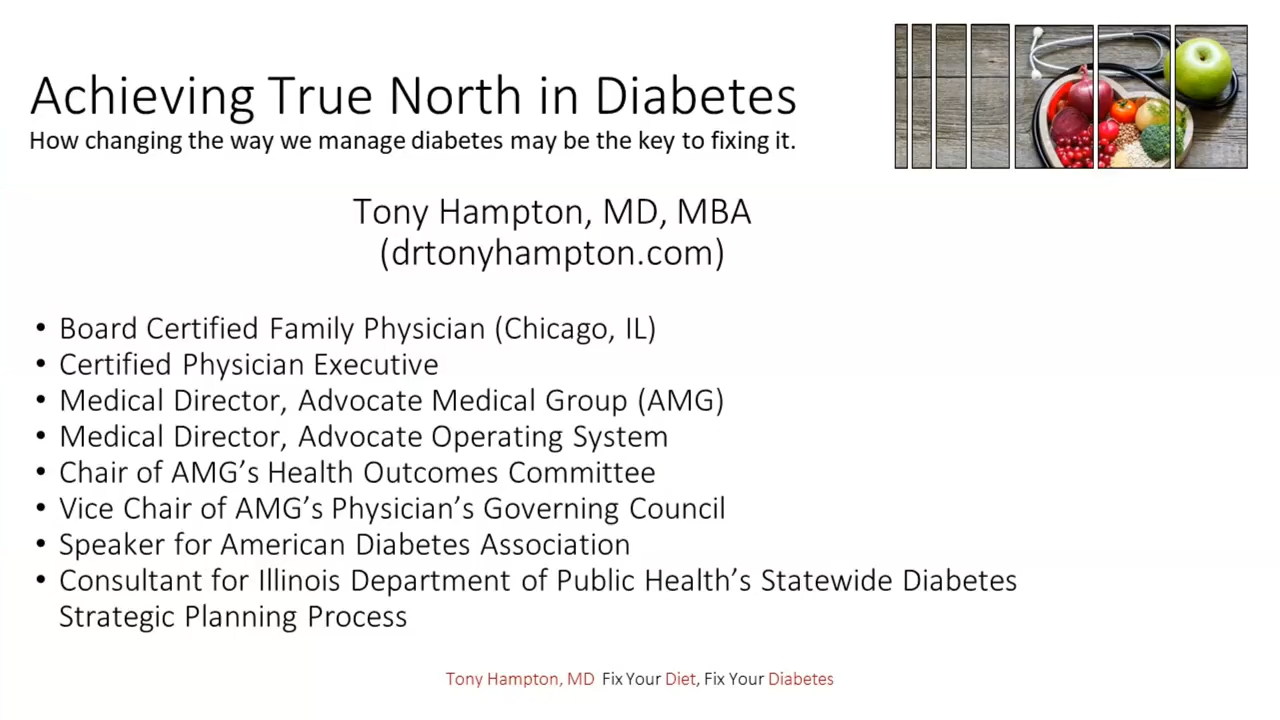 Achieving True North in Diabetes
How changing the way we manage diabetes may be the key to fixing it.
Tony Hampton, MD, MBA
(drtonyhampton.com)
• Board Certified Family Physician (Chicago, IL)
• Certified Physician Executive
• Medical Director, Advocate Medical Group (AMG)
• Medical Director, Advocate Operating System
• Chair of AMG’s Health Outcomes Committee
• Vice Chair of AMG’s Physician’s Governing Council
• Speaker for American Diabetes Association
• Consultant for Illinois Department of Public Health’s Statewide Diabetes
Strategic Planning Process
Tony Hampton, MD Fix Your Diet, Fix Your Diabetes